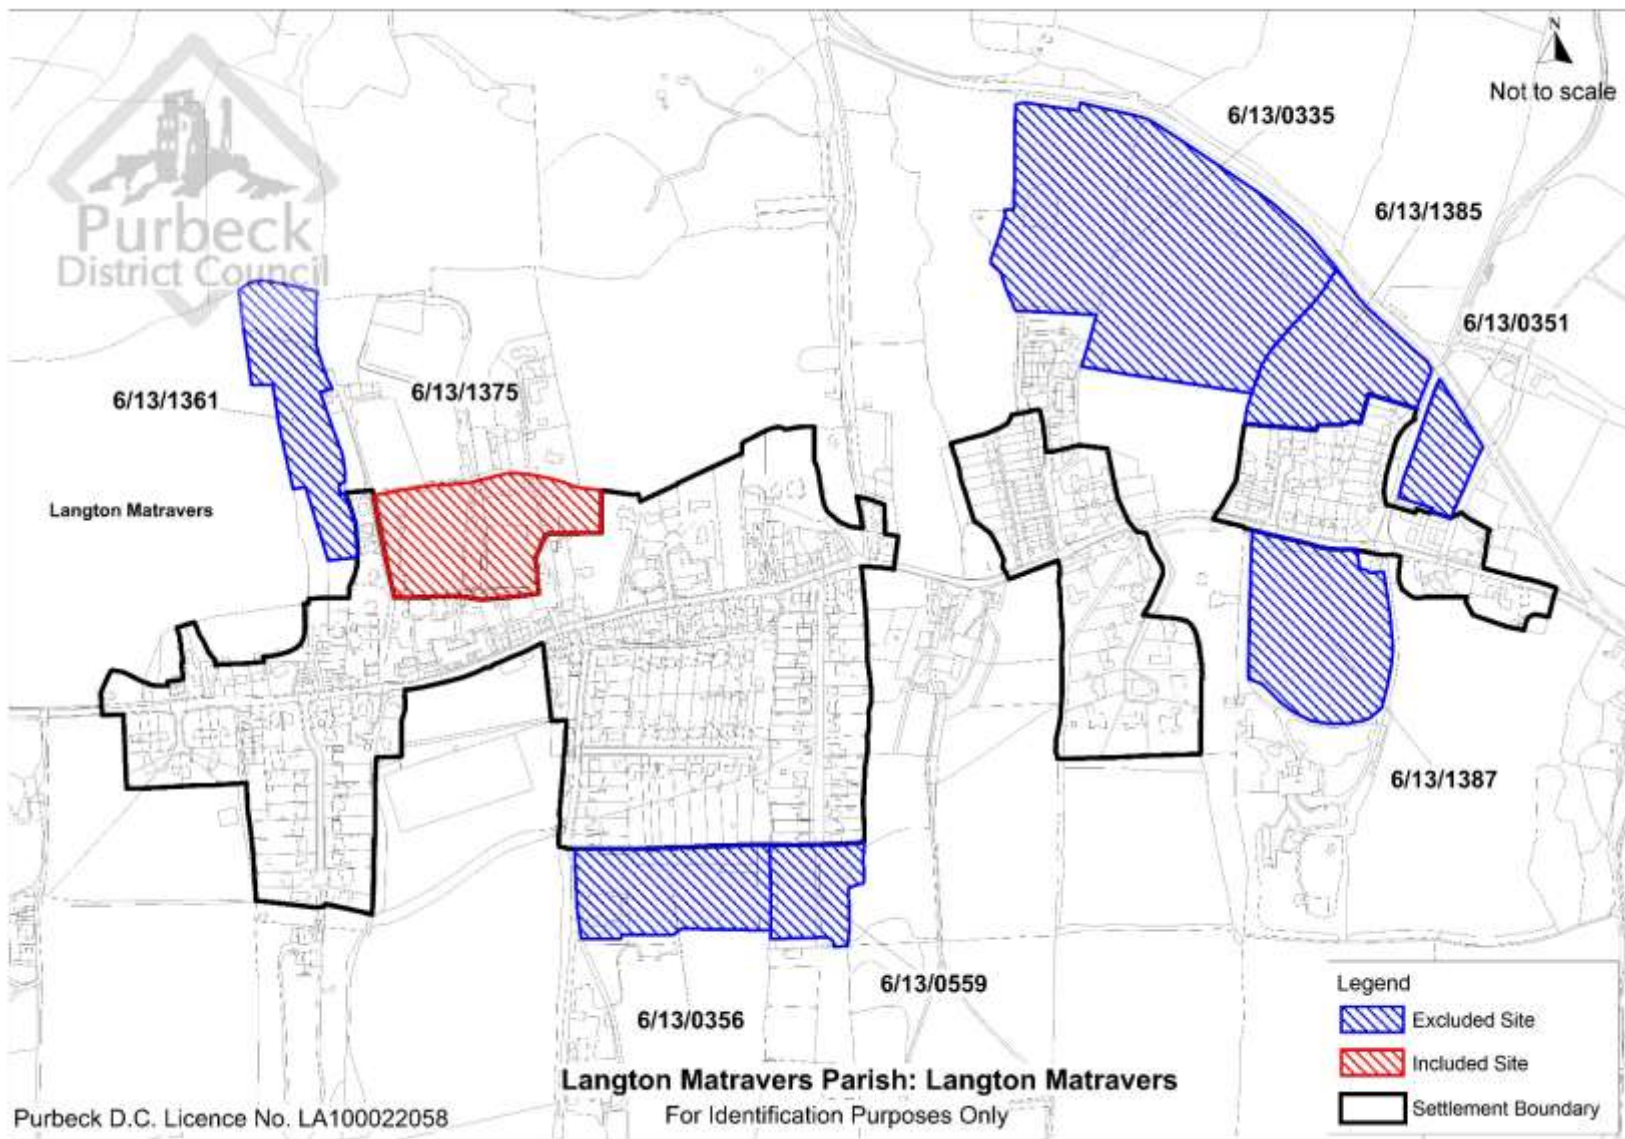 N
Not to scale
Purbeck
District Council
6/13/0335
6/13/1385
6/13/0351
6/13/1361
6/13/1375
Langton Matravers
6/13/1387
6/13/0559
6/13/0356
Legend
Excluded Site
Included Site
Settlement Boundary
Langton Matravers Parish: Langton Matravers
For Identification Purposes Only
Purbeck D.C. Licence No. LA100022058